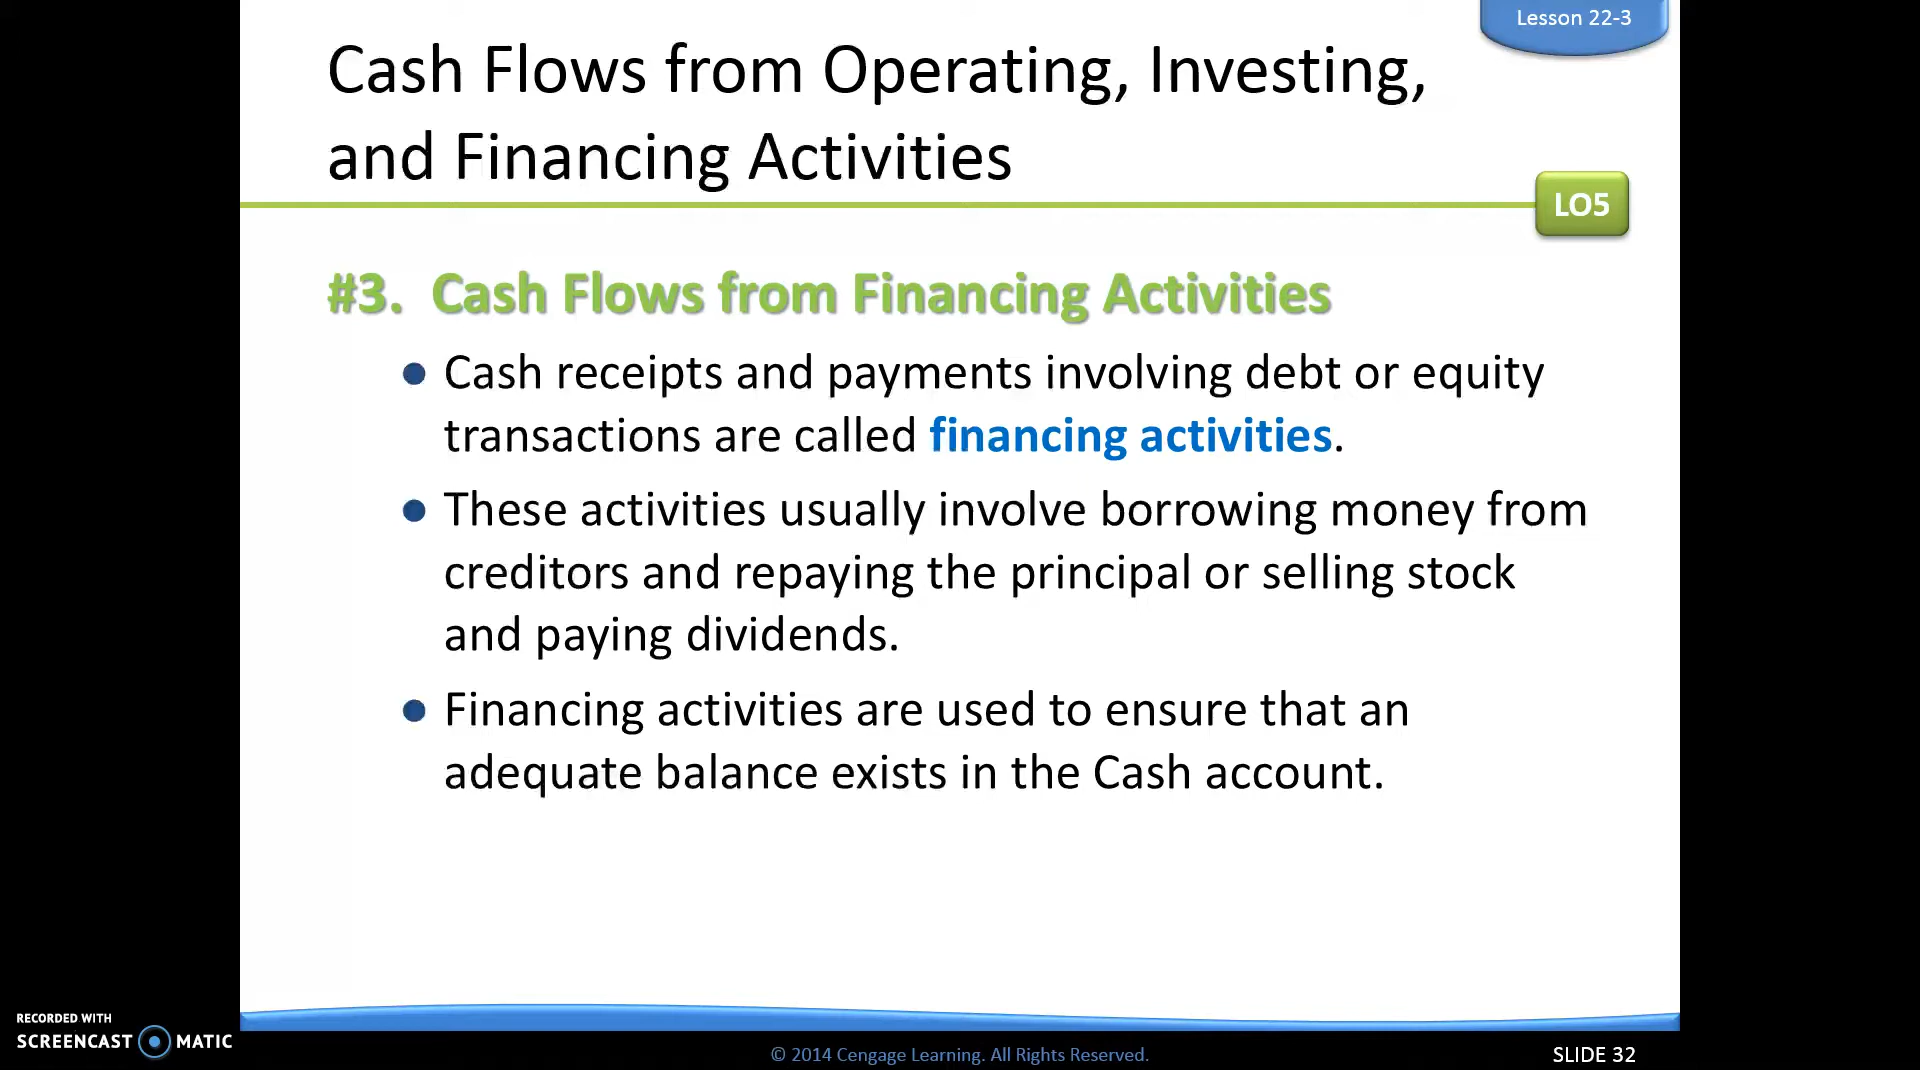 Lesson 22-3
Cash Flows from Operating, Investing,
and Financing Activities
LO5
#3. Cash Flows from Financing Activities
● Cash receipts and payments involving debt or equity
transactions are called financing activities.
● These activities usually involve borrowing money from
creditors and repaying the principal or selling stock
and paying dividends.
● Financing activities are used to ensure that an
adequate balance exists in the Cash account.
RECORDED WITH
SCREENCAST MATIC
© 2014 Cengage Learning. All Rights Reserved.
SLIDE 32